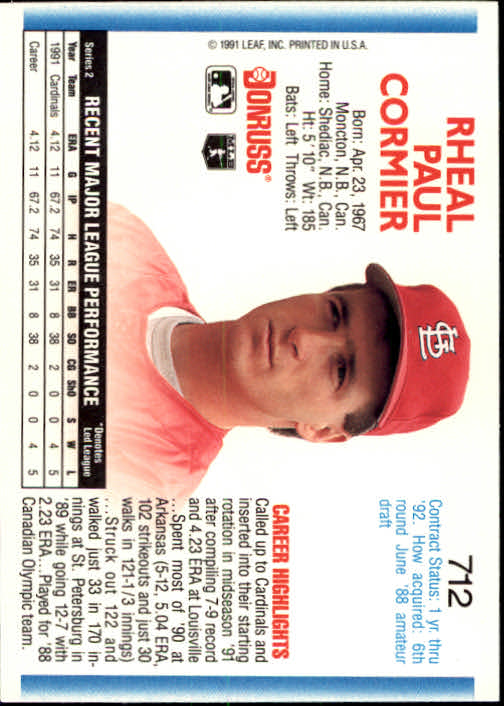 712
RHEAL
PAUL
CORMIER
Born: Apr. 23, 1967
Moncton, N.B., Can.
Home: Shediac, N.B., Can.
Ht: 5' 10" Wt: 185
Bats: Left Throws: Left
DONRUSS®
MLB
© 1991 LEAF, INC. PRINTED IN U.S.A.
Contract Status: 1 yr. thru
'92. How acquired: 6th
round June '88 amateur
draft
StL
CAREER HIGHLIGHTS
Called up to Cardinals and
inserted into their starting
rotation in midseason '91
after compiling 7-9 record
and 4.23 ERA at Louisville
...Spent most of '90 at
Arkansas (5-12, 5.04 ERA,
102 strikeouts and just 30
walks in 121-1/3 innings)
...Struck out 122 and
walked just 33 in 170 in-
nings at St. Petersburg in
'89 while going 12-7 with
2.23 ERA...Played for '88
Canadian Olympic team.
Series 2 RECENT MAJOR LEAGUE PERFORMANCE *Denotes
Led League
Year Team ERA G IP H R ER BB SO CG ShO S W L
1991 Cardinals 4.12 11 67.2 74 35 31 8 38 2 0 0 4 5
Career 4.12 11 67.2 74 35 31 8 38 2 0 0 4 5